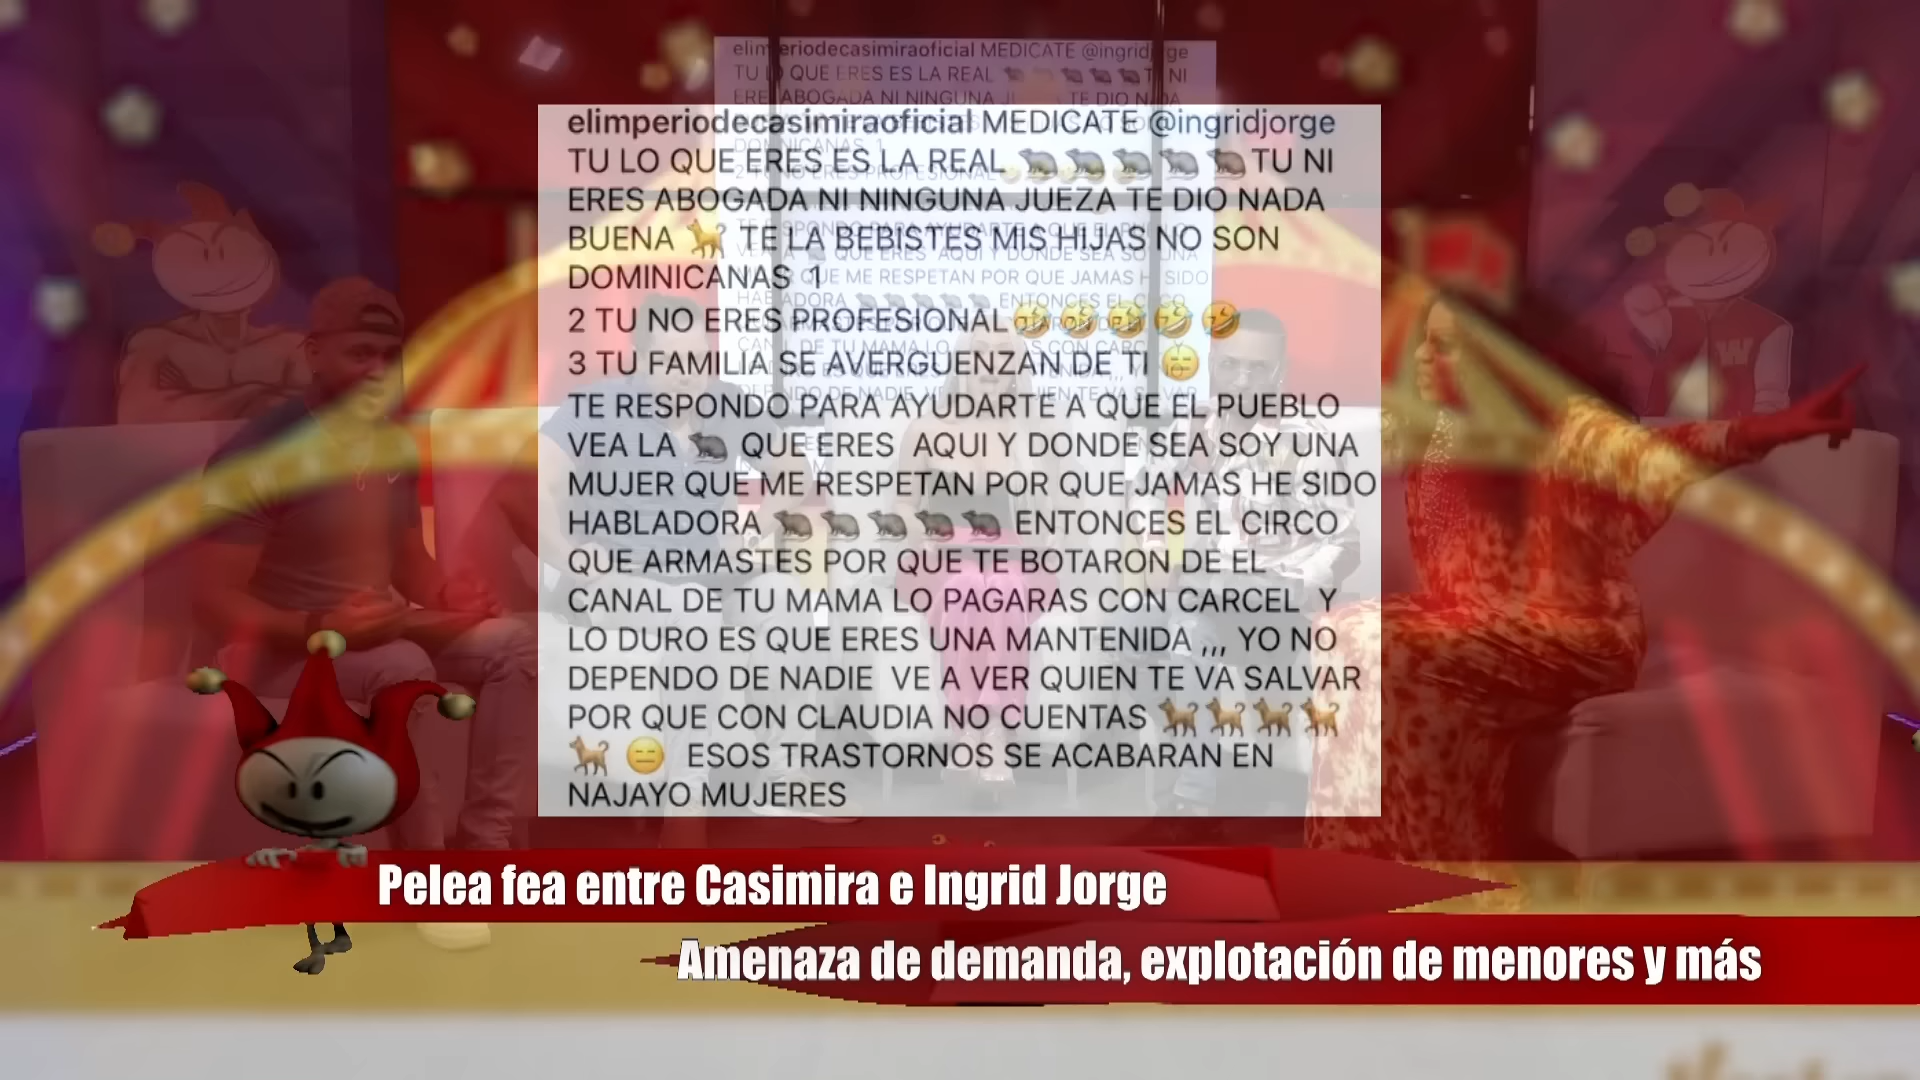 elimperiodecasimiraoficial MEDICATE @ingridjorge
TU LO QUE ERES ES LA REAL 🐀🐀🐀🐀🐀 TU NI
ERES ABOGADA NI NINGUNA JUEZA TE DIO NADA
BUENA 🐕 TE LA BEBISTES MIS HIJAS NO SON
DOMINICANAS 1
2 TU NO ERES PROFESIONAL🤣🤣🤣🤣🤣
3 TU FAMILIA SE AVERGUENZAN DE TI 😑
TE RESPONDO PARA AYUDARTE A QUE EL PUEBLO
VEA LA 🐀 QUE ERES AQUI Y DONDE SEA SOY UNA
MUJER QUE ME RESPETAN POR QUE JAMAS HE SIDO
HABLADORA 🐀🐀🐀🐀🐀 ENTONCES EL CIRCO
QUE ARMASTES POR QUE TE BOTARON DE EL
CANAL DE TU MAMA LO PAGARAS CON CARCEL Y
LO DURO ES QUE ERES UNA MANTENIDA ,,, YO NO
DEPENDO DE NADIE VE A VER QUIEN TE VA SALVAR
POR QUE CON CLAUDIA NO CUENTAS 🐕🐕🐕🐕
🐕 😑 ESOS TRASTORNOS SE ACABARAN EN
NAJAYO MUJERES
Pelea fea entre Casimira e Ingrid Jorge
Amenaza de demanda, explotación de menores y más